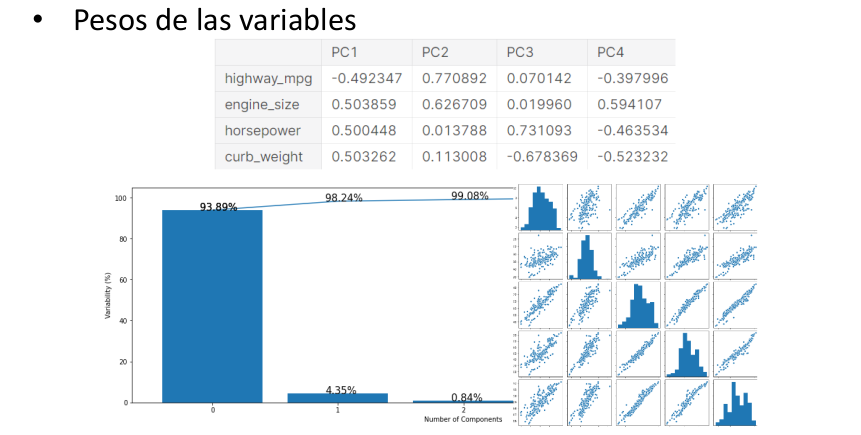 • Pesos de las variables
PC1 PC2 PC3 PC4
highway_mpg -0.492347 0.770892 0.070142 -0.397996
engine_size 0.503859 0.626709 0.019960 0.594107
horsepower 0.500448 0.013788 0.731093 -0.463534
curb_weight 0.503262 0.113008 -0.678369 -0.523232
100
80
60
40
20
0
Variability (%)
93.89%
98.24%
99.08%
4.35%
0.84%
0 1 2
Number of Components